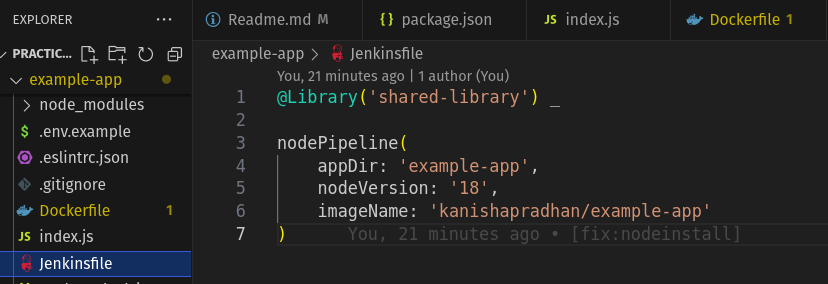 EXPLORER ...
Readme.md M
{} package.json
JS index.js
Dockerfile 1
PRACTIC...
example-app > Jenkinsfile
example-app
node_modules
$ .env.example
.eslintrc.json
.gitignore
Dockerfile 1
JS index.js
Jenkinsfile
You, 21 minutes ago | 1 author (You)
1 @Library('shared-library') _
2
3 nodePipeline(
4 appDir: 'example-app',
5 nodeVersion: '18',
6 imageName: 'kanishapradhan/example-app'
7 ) You, 21 minutes ago • [fix:nodeinstall]